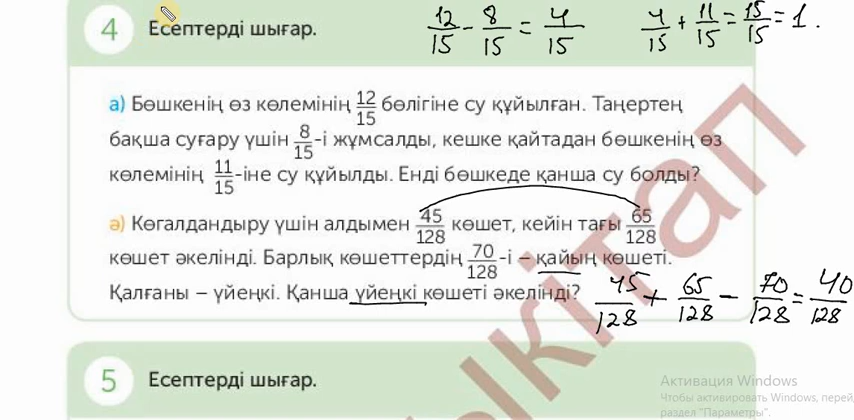 4 Есептерді шығар.
12/15 - 8/15 = 4/15 4/15 + 11/15 = 15/15 = 1.
а) Бөшкенің өз көлемінің 12/15 бөлігіне су құйылған. Таңертең
бақша суғару үшін 8/15-і жұмсалды, кешке қайтадан бөшкенің өз
көлемінің 11/15-іне су құйылды. Енді бөшкеде қанша су болды?
ә) Көгалдандыру үшін алдымен 45/128 көшет, кейін тағы 65/128
көшет әкелінді. Барлық көшеттердің 70/128-і – қайың көшеті.
Қалғаны – үйеңкі. Қанша үйеңкі көшеті әкелінді?
45/128 + 65/128 - 70/128 = 40/128
5 Есептерді шығар.
ықкітап
Активация Windows
Чтобы активировать Windows, перей
раздел "Параметры".